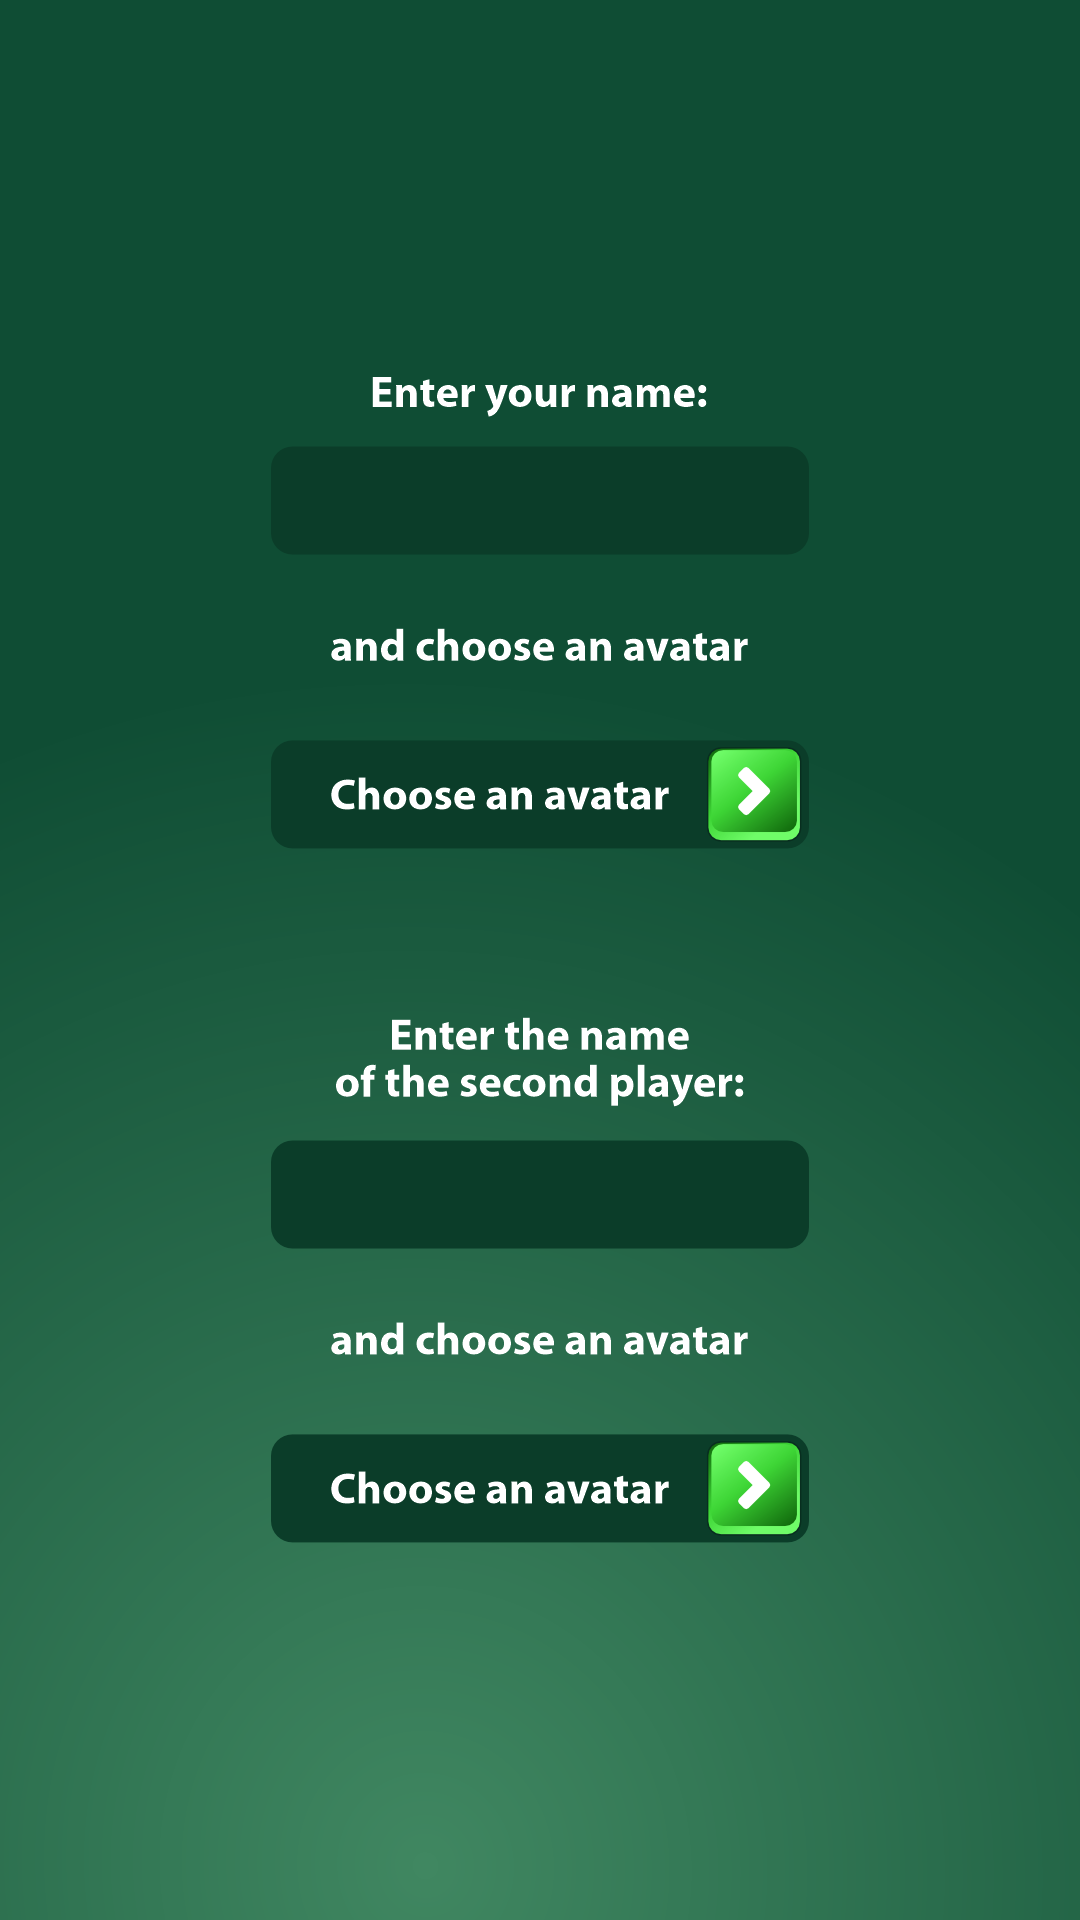 Enter your name:
and choose an avatar
Choose an avatar
Enter the name
of the second player:
and choose an avatar
Choose an avatar